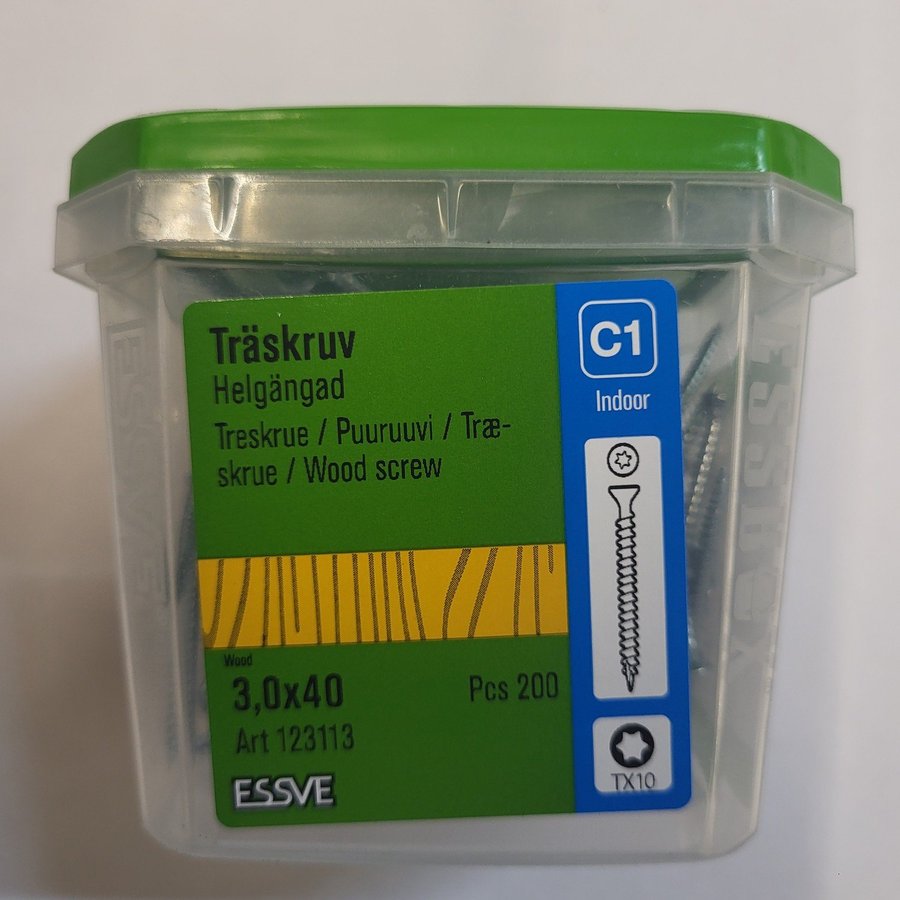 Träskruv
Helgängad
Treskrue / Puuruuvi / Træ-
skrue / Wood screw
Wood
3,0x40
Pcs 200
Art 123113
ESSVE
C1
Indoor
TX10
ESSVE